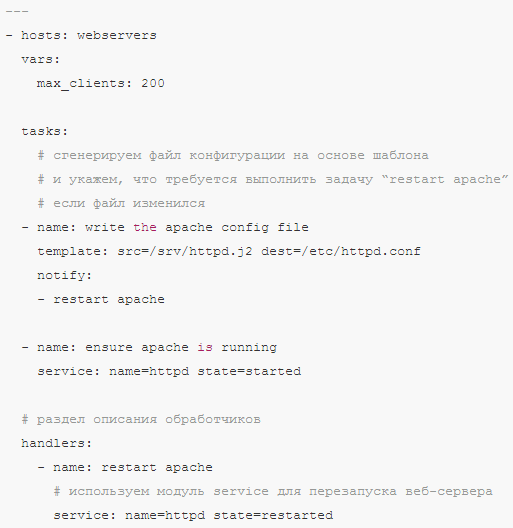 ---
- hosts: webservers
  vars:
    max_clients: 200

  tasks:
    # сгенерируем файл конфигурации на основе шаблона
    # и укажем, что требуется выполнить задачу “restart apache”
    # если файл изменился
  - name: write the apache config file
    template: src=/srv/httpd.j2 dest=/etc/httpd.conf
    notify:
    - restart apache

  - name: ensure apache is running
    service: name=httpd state=started

  # раздел описания обработчиков
  handlers:
    - name: restart apache
      # используем модуль service для перезапуска веб-сервера
      service: name=httpd state=restarted